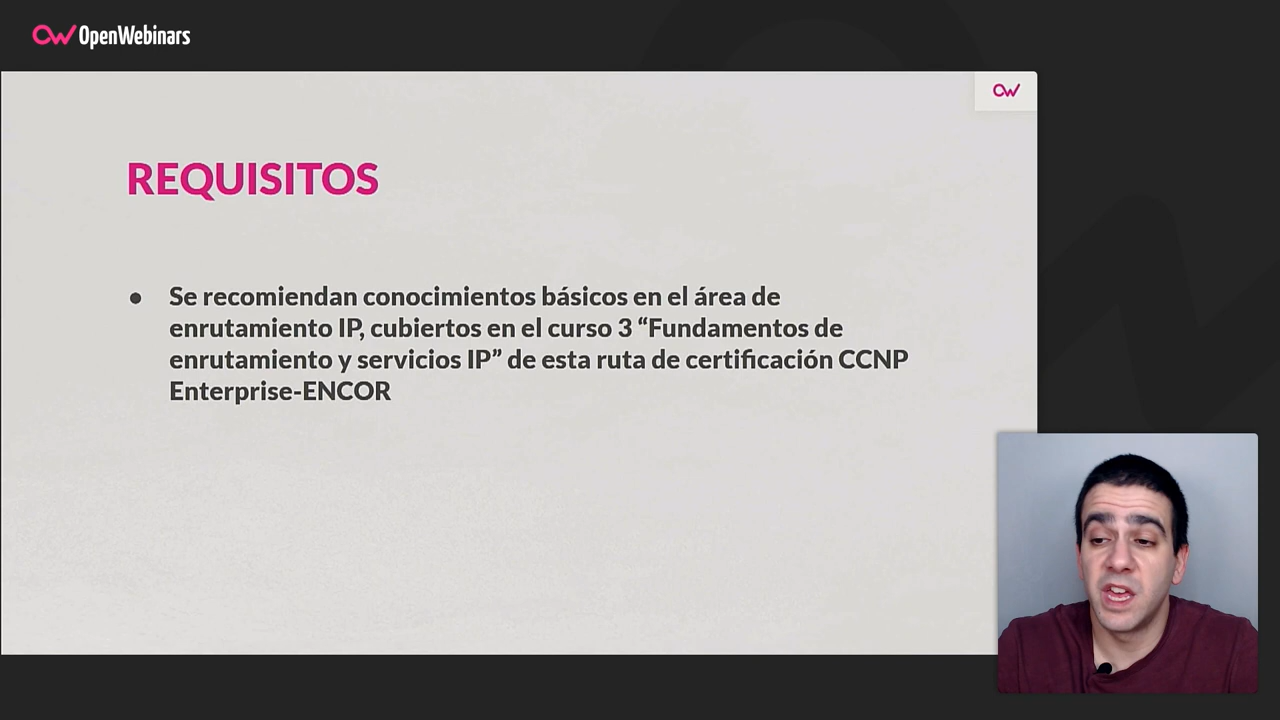 OpenWebinars
REQUISITOS
● Se recomiendan conocimientos básicos en el área de
enrutamiento IP, cubiertos en el curso 3 “Fundamentos de
enrutamiento y servicios IP” de esta ruta de certificación CCNP
Enterprise-ENCOR